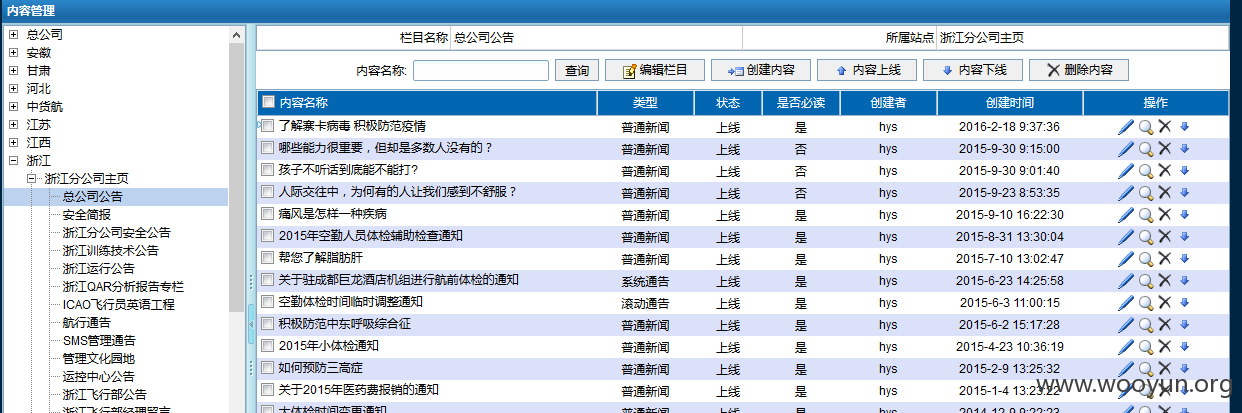 内容管理
总公司
安徽
甘肃
河北
中货航
江苏
江西
浙江
浙江分公司主页
总公司公告
安全简报
浙江分公司安全公告
浙江训练技术公告
浙江运行公告
浙江QAR分析报告专栏
ICAO飞行员英语工程
航行通告
SMS管理通告
管理文化园地
运控中心公告
浙江飞行部公告
浙江飞行部经理留言
栏目名称 总公司公告 所属站点 浙江分公司主页
内容名称: 查询 编辑栏目 创建内容 内容上线 内容下线 删除内容
内容名称 类型 状态 是否必读 创建者 创建时间 操作
了解寨卡病毒 积极防范疫情 普通新闻 上线 是 hys 2016-2-18 9:37:36
哪些能力很重要，但却是多数人没有的？ 普通新闻 上线 否 hys 2015-9-30 9:15:00
孩子不听话到底能不能打? 普通新闻 上线 否 hys 2015-9-30 9:01:40
人际交往中，为何有的人让我们感到不舒服？ 普通新闻 上线 否 hys 2015-9-23 8:53:35
痛风是怎样一种疾病 普通新闻 上线 是 hys 2015-9-10 16:22:30
2015年空勤人员体检辅助检查通知 普通新闻 上线 是 hys 2015-8-31 13:30:04
帮您了解脂肪肝 普通新闻 上线 是 hys 2015-7-10 13:02:47
关于驻成都巨龙酒店机组进行航前体检的通知 系统通告 上线 是 hys 2015-6-23 14:25:58
空勤体检时间临时调整通知 滚动通告 上线 是 hys 2015-6-3 11:00:15
积极防范中东呼吸综合征 普通新闻 上线 是 hys 2015-6-2 15:17:28
2015年小体检通知 普通新闻 上线 是 hys 2015-4-23 10:36:19
如何预防三高症 普通新闻 上线 是 hys 2015-2-9 13:25:32
关于2015年医药费报销的通知 普通新闻 上线 是 hys 2015-1-4 13:23:22
大体检时间变更通知 普通新闻 上线 是 hys 2014-12-9 9:22:23
www.wooyun.org